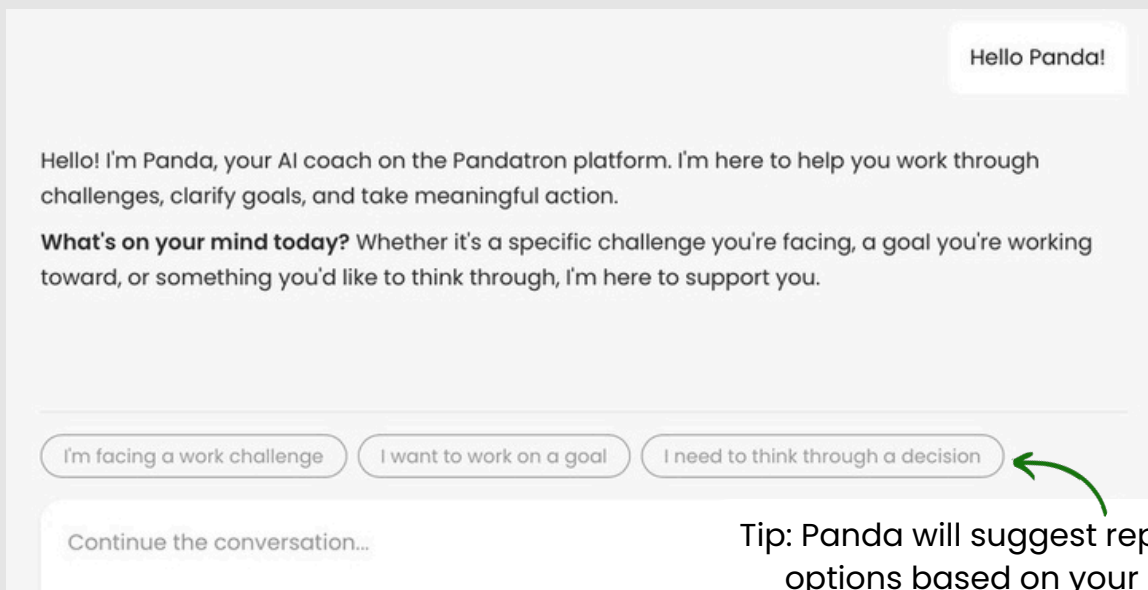 Hello Panda!
Hello! I'm Panda, your AI coach on the Pandatron platform. I'm here to help you work through
challenges, clarify goals, and take meaningful action.
What's on your mind today? Whether it's a specific challenge you're facing, a goal you're working
toward, or something you'd like to think through, I'm here to support you.
I'm facing a work challenge
I want to work on a goal
I need to think through a decision
Continue the conversation...
Tip: Panda will suggest
options based on your